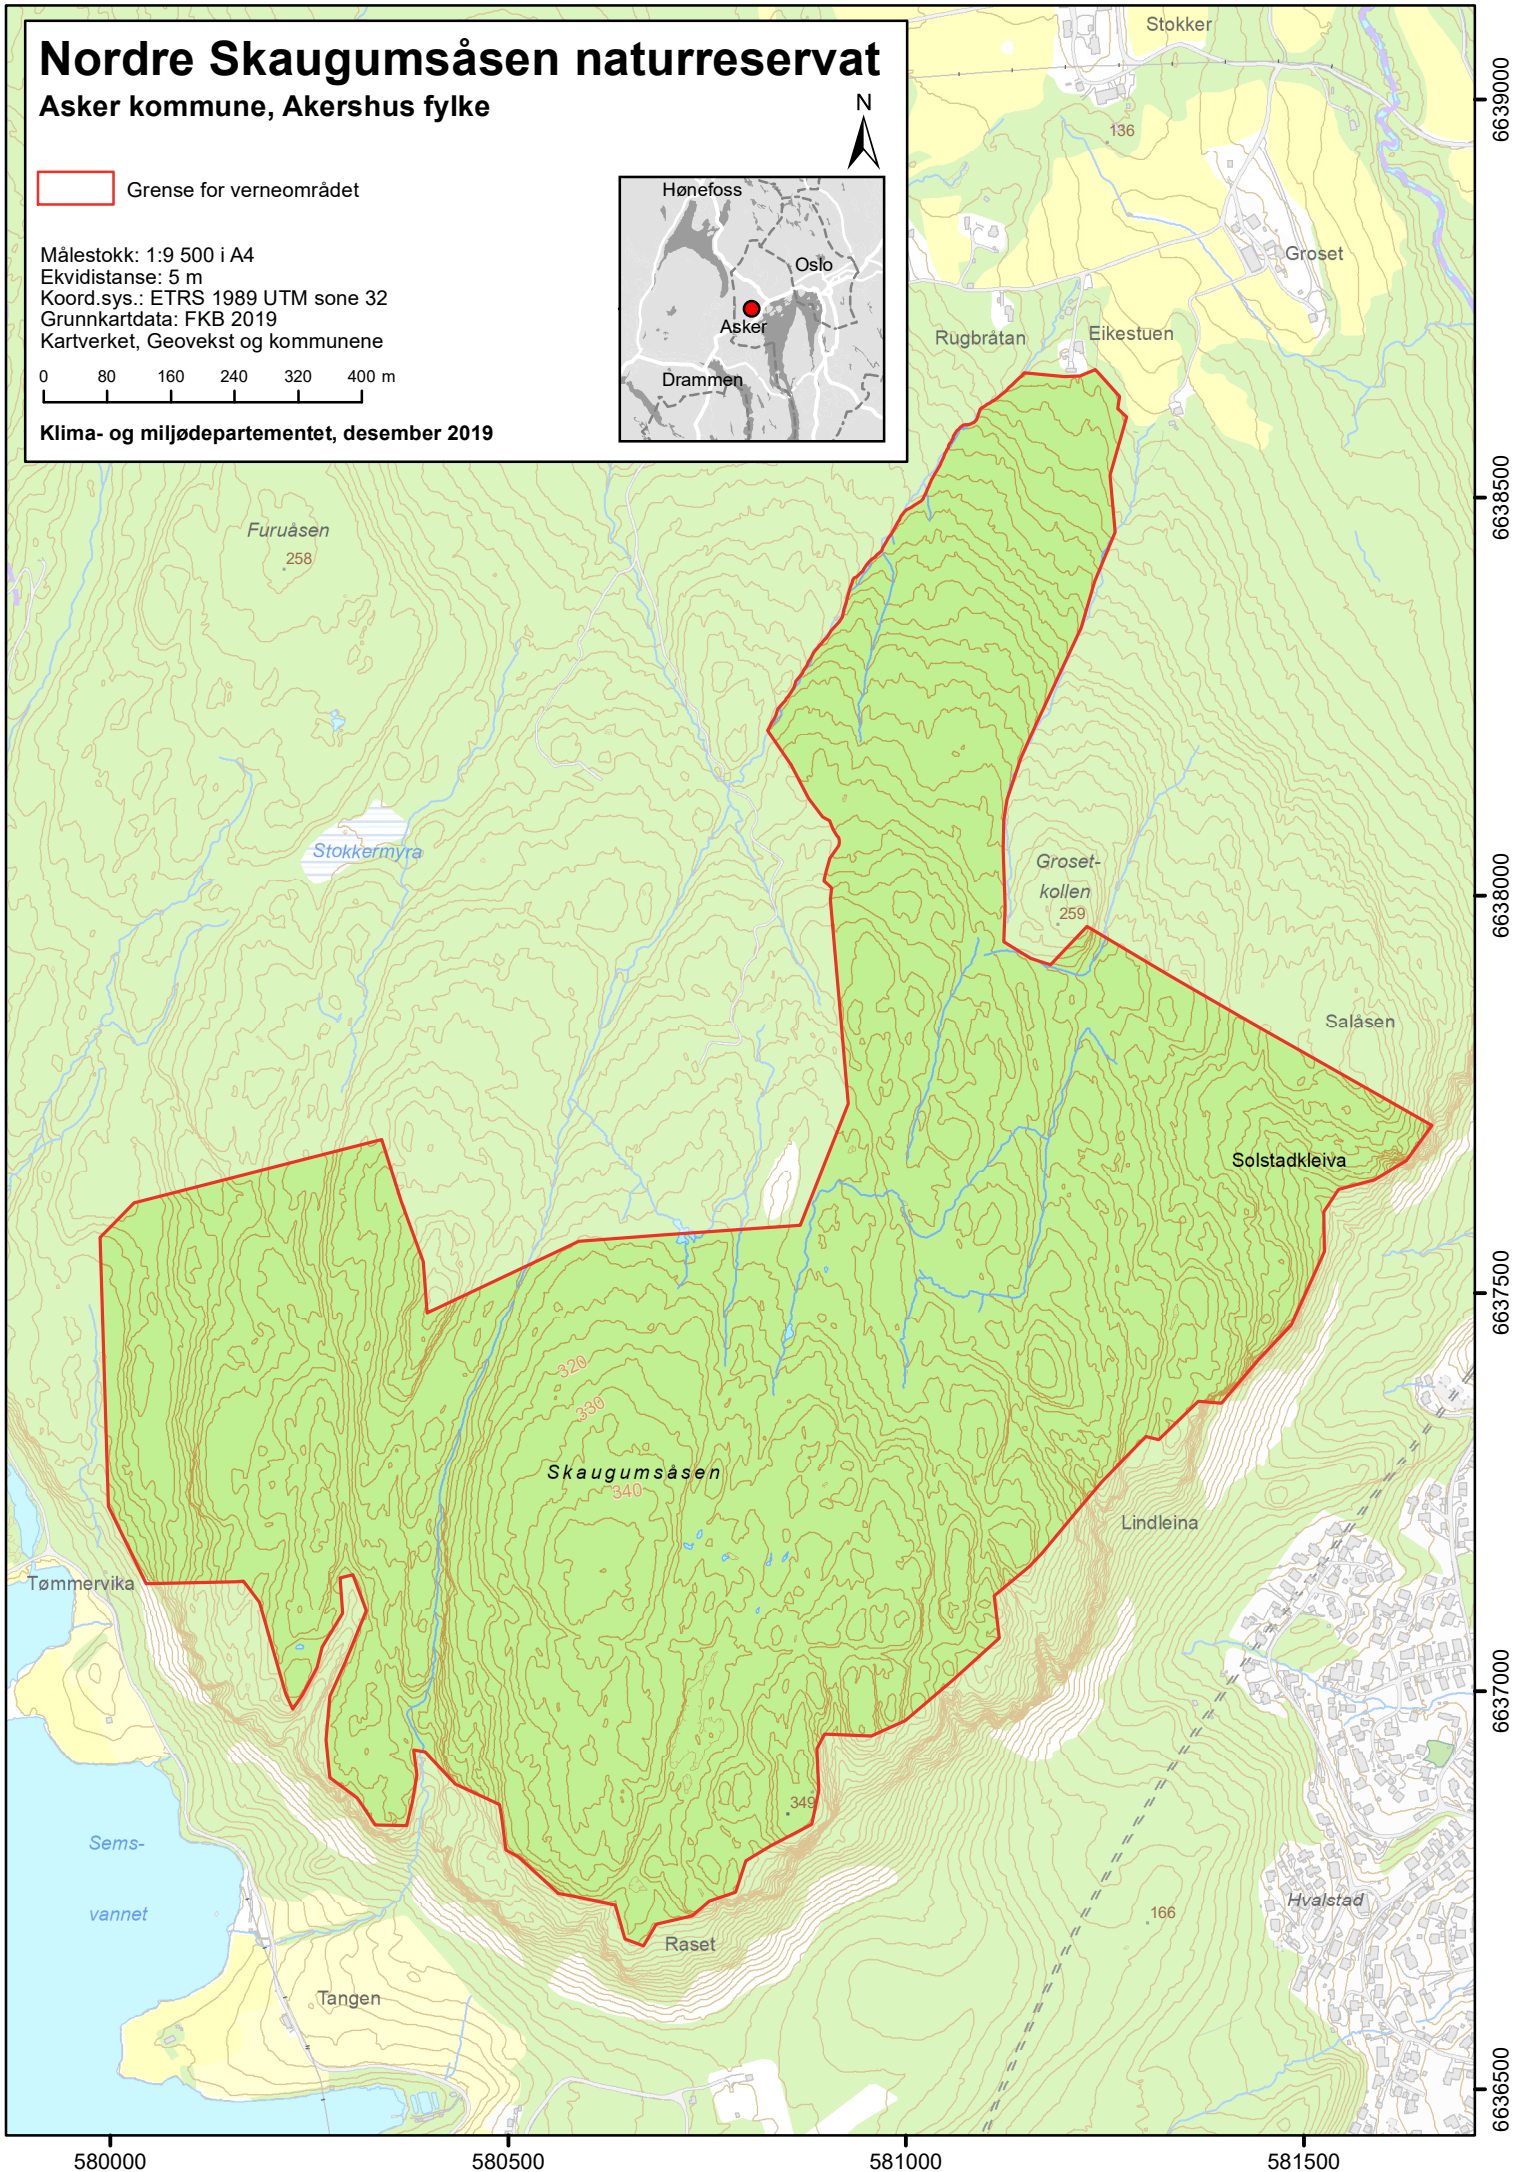 Nordre Skaugumsåsen naturreservat
Asker kommune, Akershus fylke
N
Grense for verneområdet
Målestokk: 1:9 500 i A4
Ekvidistanse: 5 m
Koord.sys.: ETRS 1989 UTM sone 32
Grunnkartdata: FKB 2019
Kartverket, Geovekst og kommunene
0 80 160 240 320 400 m
Klima- og miljødepartementet, desember 2019
Hønefoss
Oslo
Asker
Drammen
Stokker
136
Groset
Rugbråtan
Eikestuen
Furuåsen
258
Stokkermyra
Groset-
kollen
259
Salåsen
Solstadkleiva
320
330
Skaugumsåsen
340
Lindleina
Tømmervika
349
Sems-
vannet
Hvalstad
166
Raset
Tangen
6639000
6638500
6638000
6637500
6637000
6636500
580000
580500
581000
581500